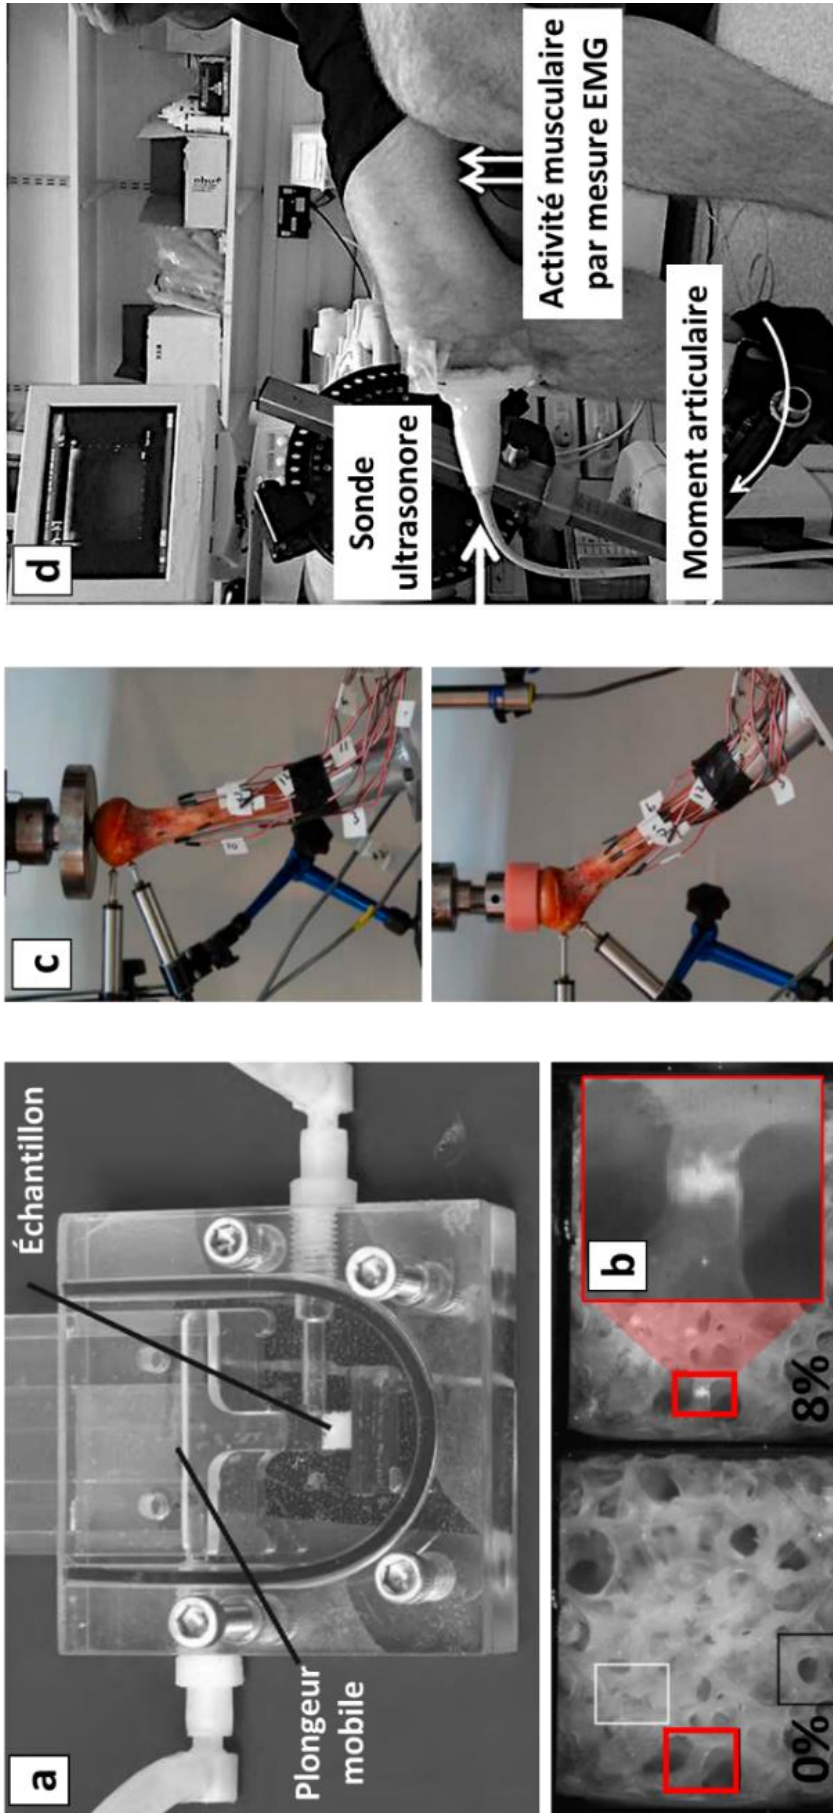 a
Échantillon
Plongeur
mobile
0%
8%
b
c
d
Sonde
ultrasonore
Activité musculaire
par mesure EMG
Moment articulaire